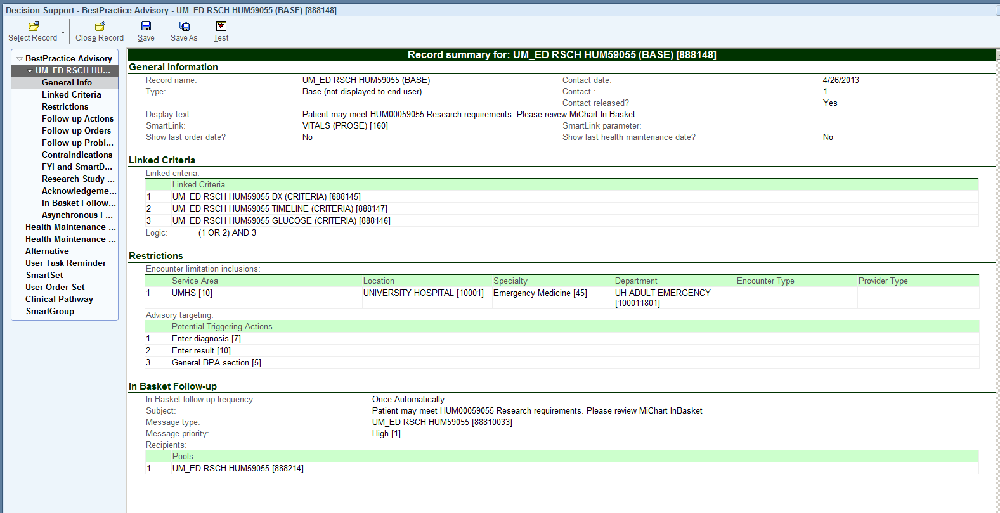 Decision Support - BestPractice Advisory - UM_ED RSCH HUM59055 (BASE) [888148]
Select Record Close Record Save Save As Test
BestPractice Advisory
UM_ED RSCH HU...
General Info
Linked Criteria
Restrictions
Follow-up Actions
Follow-up Orders
Follow-up Probl...
Contraindications
FYI and SmartD...
Research Study ...
Acknowledgeme...
In Basket Follow...
Asynchronous F...
Health Maintenance ...
Health Maintenance ...
Alternative
User Task Reminder
SmartSet
User Order Set
Clinical Pathway
SmartGroup
Record summary for: UM_ED RSCH HUM59055 (BASE) [888148]
General Information
Record name: UM_ED RSCH HUM59055 (BASE) Contact date: 4/26/2013
Type: Base (not displayed to end user) Contact : 1
Contact released? Yes
Display text: Patient may meet HUM00059055 Research requirements. Please reivew MiChart In Basket
SmartLink: VITALS (PROSE) [160] SmartLink parameter:
Show last order date? No Show last health maintenance date? No
Linked Criteria
Linked criteria:
Linked Criteria
1 UM_ED RSCH HUM59055 DX (CRITERIA) [888145]
2 UM_ED RSCH HUM59055 TIMELINE (CRITERIA) [888147]
3 UM_ED RSCH HUM59055 GLUCOSE (CRITERIA) [888146]
Logic: (1 OR 2) AND 3
Restrictions
Encounter limitation inclusions:
Service Area Location Specialty Department Encounter Type Provider Type
1 UMHS [10] UNIVERSITY HOSPITAL [10001] Emergency Medicine [45] UH ADULT EMERGENCY
[100011801]
Advisory targeting:
Potential Triggering Actions
1 Enter diagnosis [7]
2 Enter result [10]
3 General BPA section [5]
In Basket Follow-up
In Basket follow-up frequency: Once Automatically
Subject: Patient may meet HUM00059055 Research requirements. Please review MiChart InBasket
Message type: UM_ED RSCH HUM59055 [88810033]
Message priority: High [1]
Recipients:
Pools
1 UM_ED RSCH HUM59055 [888214]